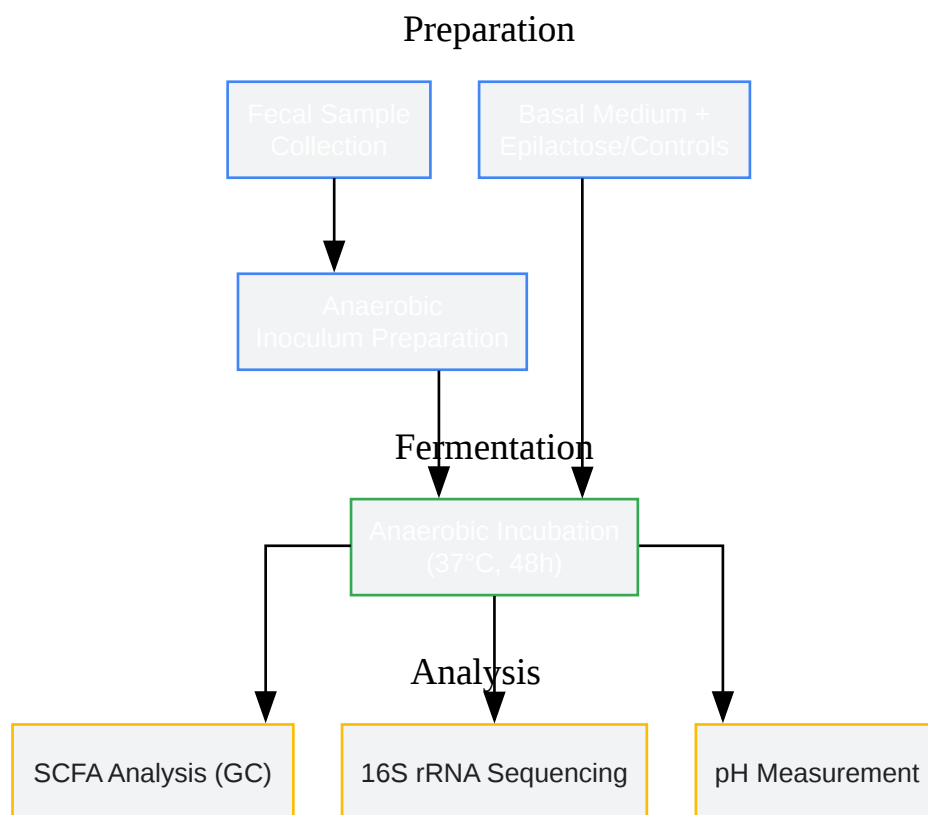 Preparation
Fecal Sample
Collection
Basal Medium +
Epilactose/Controls
Anaerobic
Inoculum Preparation
Fermentation
Anaerobic Incubation
(37°C, 48h)
Analysis
SCFA Analysis (GC)
16S rRNA Sequencing
pH Measurement